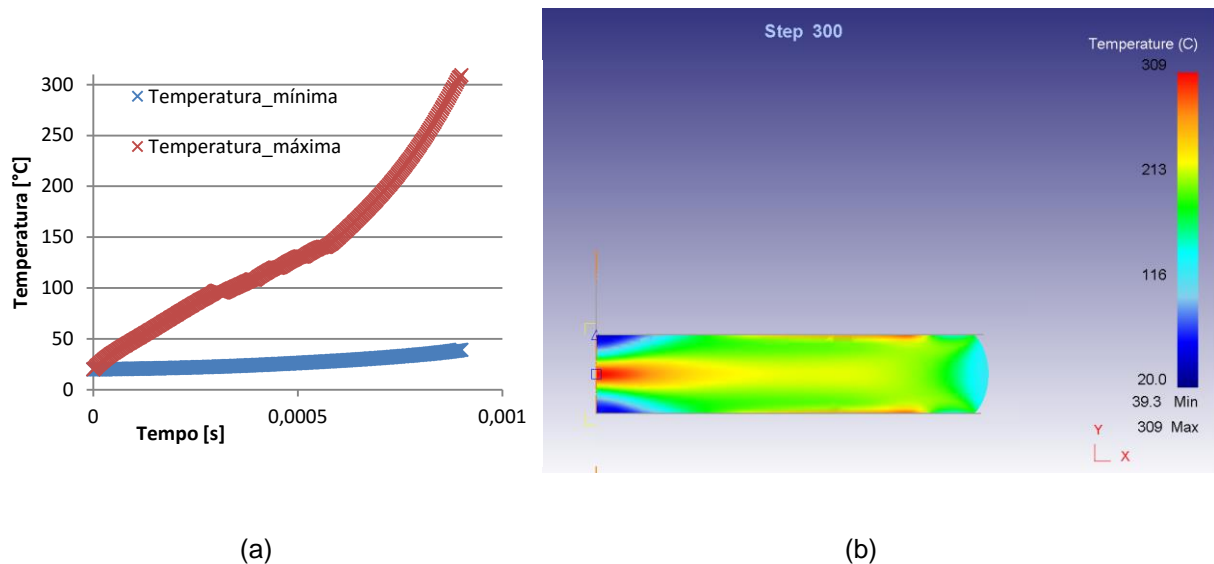 300
250
200
150
100
50
0
Temperatura [°C]
Temperatura_mínima
Temperatura_máxima
0
0,0005
0,001
Tempo [s]
Step 300
Temperature (C)
309
213
116
20.0
39.3 Min
309 Max
Y
X
(a)
(b)